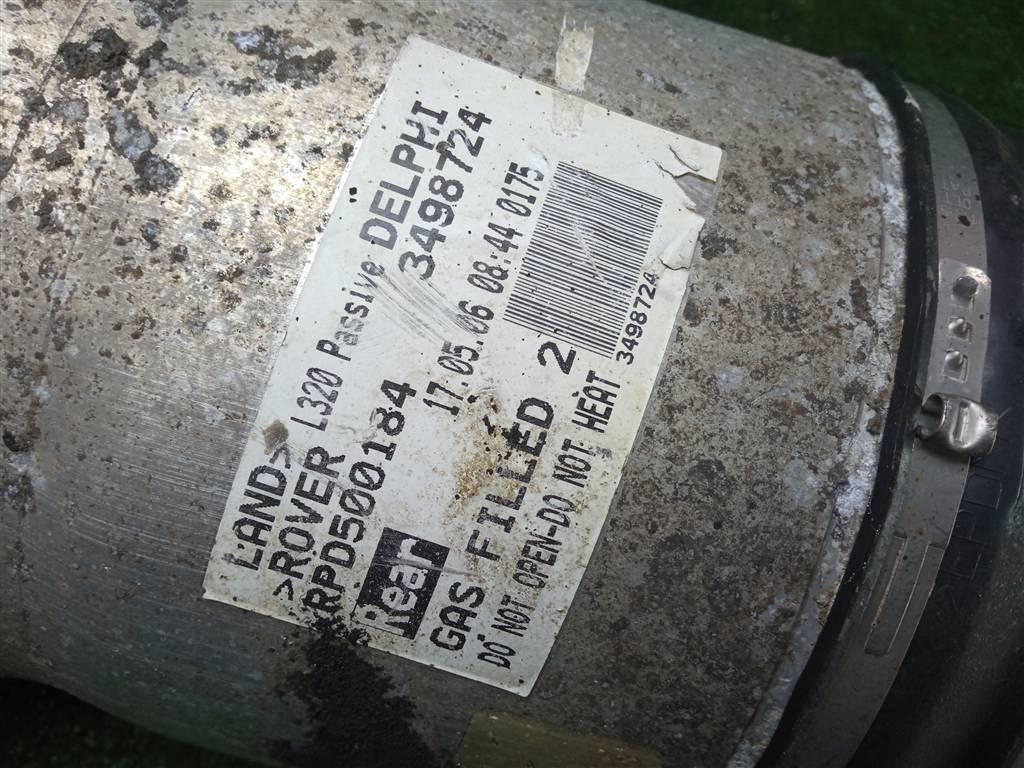 LAND>
>ROVER L320 Passive DELPHI
RPD500184 3498724
Rear 17.05.06 08:44 0175
GAS FILLED 2
DO NOT OPEN-DO NOT HEAT 3498724